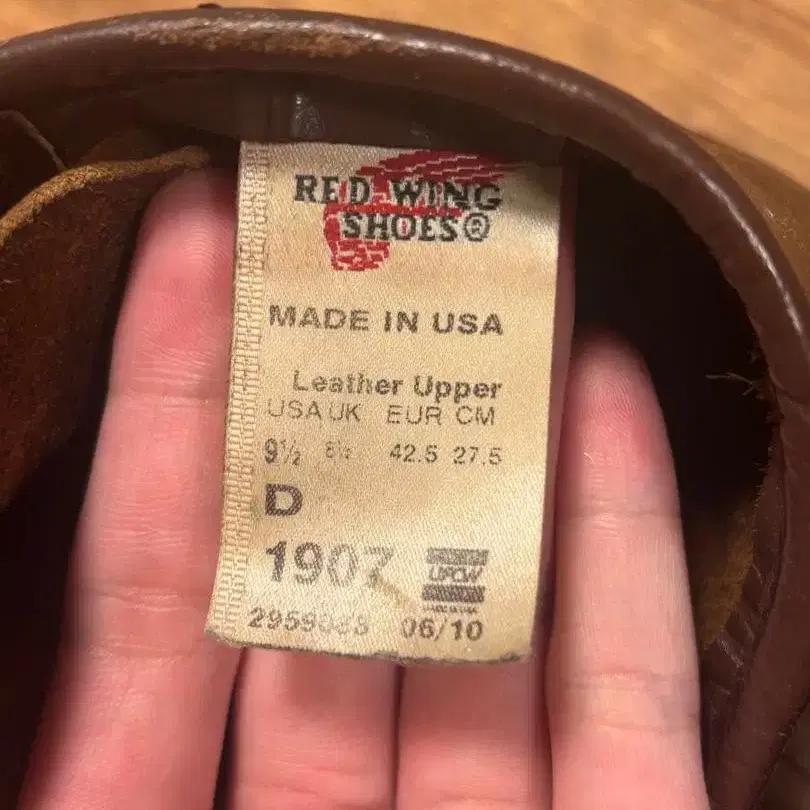 RED WING
SHOES®
MADE IN USA
Leather Upper
USA UK EUR CM
9½ 8½ 42.5 27.5
D
1907
UFCW
06/10